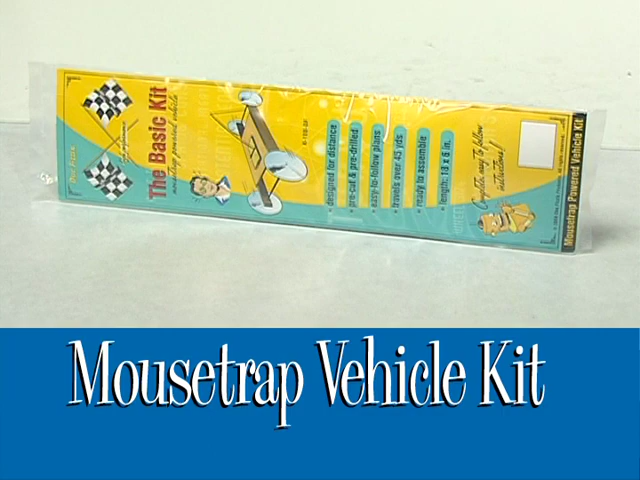 The Basic Kit
mousetrap powered vehicle
• designed for distance
• pre-cut & pre-drilled
• easy-to-follow plans
• travels over 45 yds
• ready to assemble
• length: 18 x 6 in.
Complete, easy to follow
instructions!
Mousetrap Powered Vehicle Kit
Mousetrap Vehicle Kit